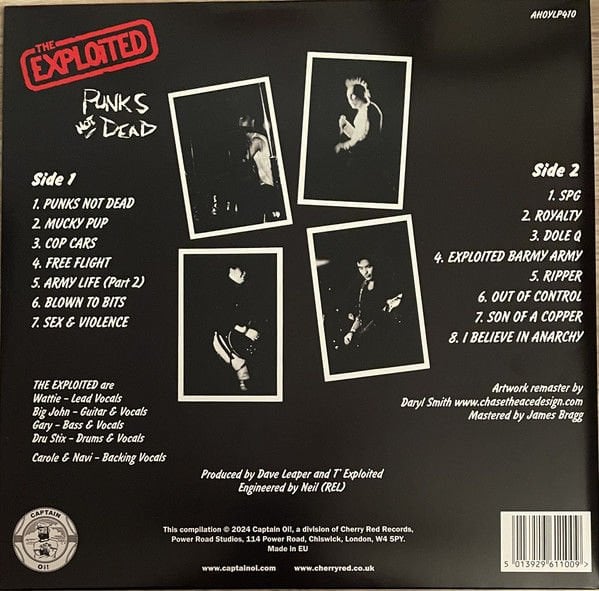 AHOYLP410
THE
EXPLOITED
PUNKS
NOT
DEAD
Side 1
1. PUNKS NOT DEAD
2. MUCKY PUP
3. COP CARS
4. FREE FLIGHT
5. ARMY LIFE (Part 2)
6. BLOWN TO BITS
7. SEX & VIOLENCE
Side 2
1. SPG
2. ROYALTY
3. DOLE Q
4. EXPLOITED BARMY ARMY
5. RIPPER
6. OUT OF CONTROL
7. SON OF A COPPER
8. I BELIEVE IN ANARCHY
THE EXPLOITED are
Wattie – Lead Vocals
Big John – Guitar & Vocals
Gary – Bass & Vocals
Dru Stix – Drums & Vocals
Carole & Navi – Backing Vocals
Artwork remaster by
Daryl Smith www.chasetheacedesign.com
Mastered by James Bragg
Produced by Dave Leaper and T' Exploited
Engineered by Neil (REL)
CAPTAIN
Oi!
This compilation © 2024 Captain Oi!, a division of Cherry Red Records,
Power Road Studios, 114 Power Road, Chiswick, London, W4 5PY.
Made in EU
www.captainoi.com www.cherryred.co.uk
5 013929 611009 >